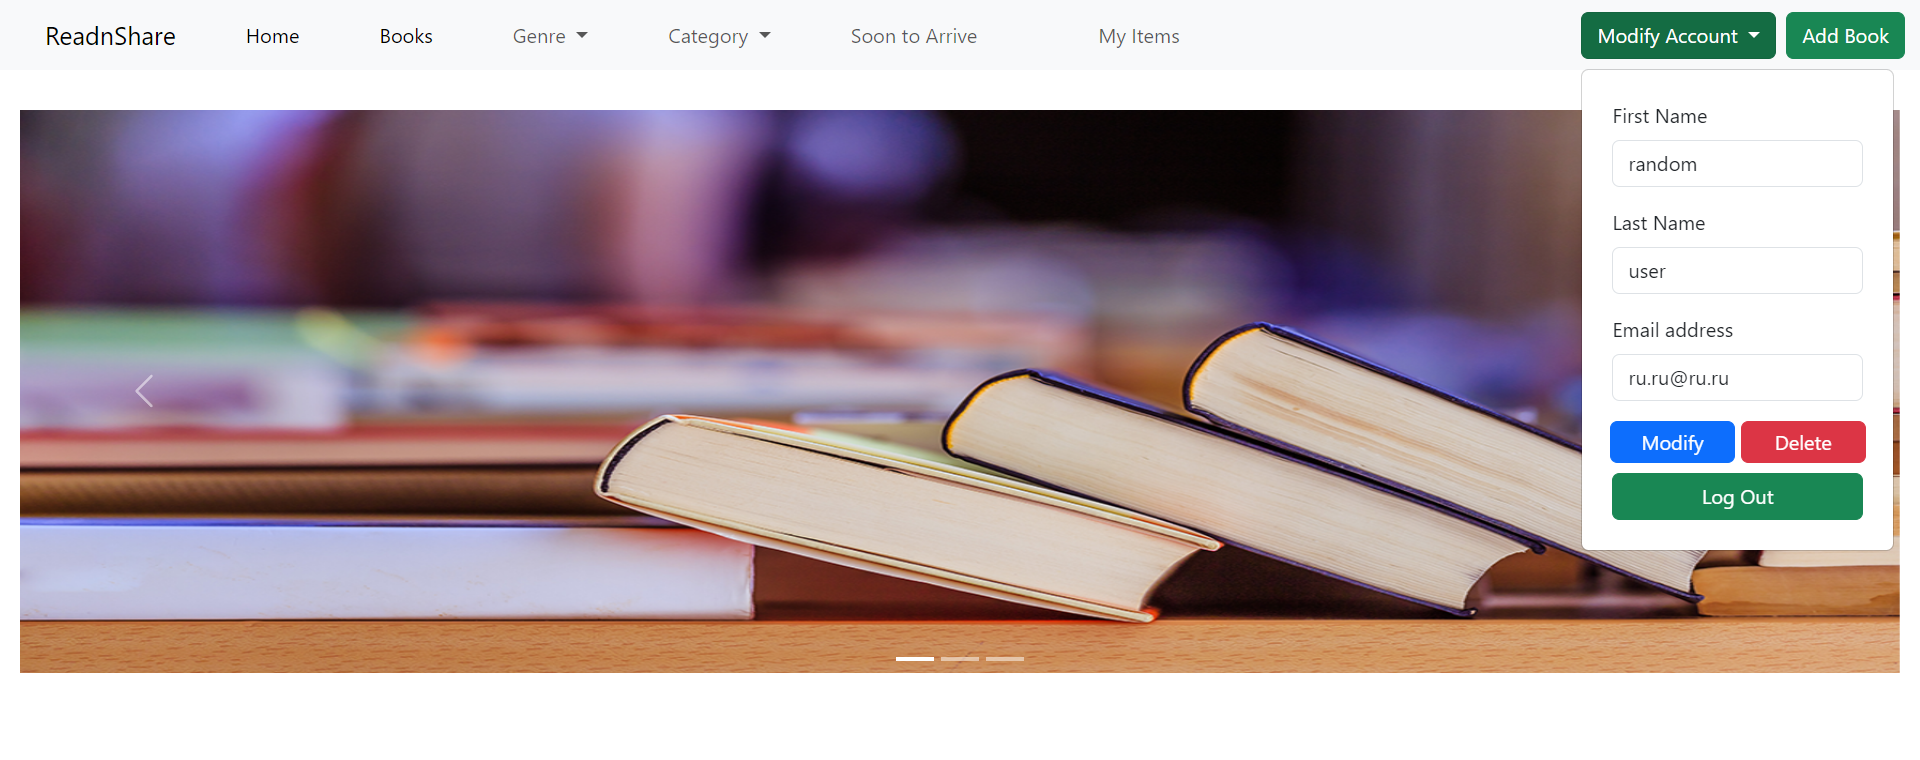 ReadnShare Home Books Genre Category Soon to Arrive My Items Modify Account Add Book
First Name
random
Last Name
user
Email address
ru.ru@ru.ru
Modify Delete
Log Out